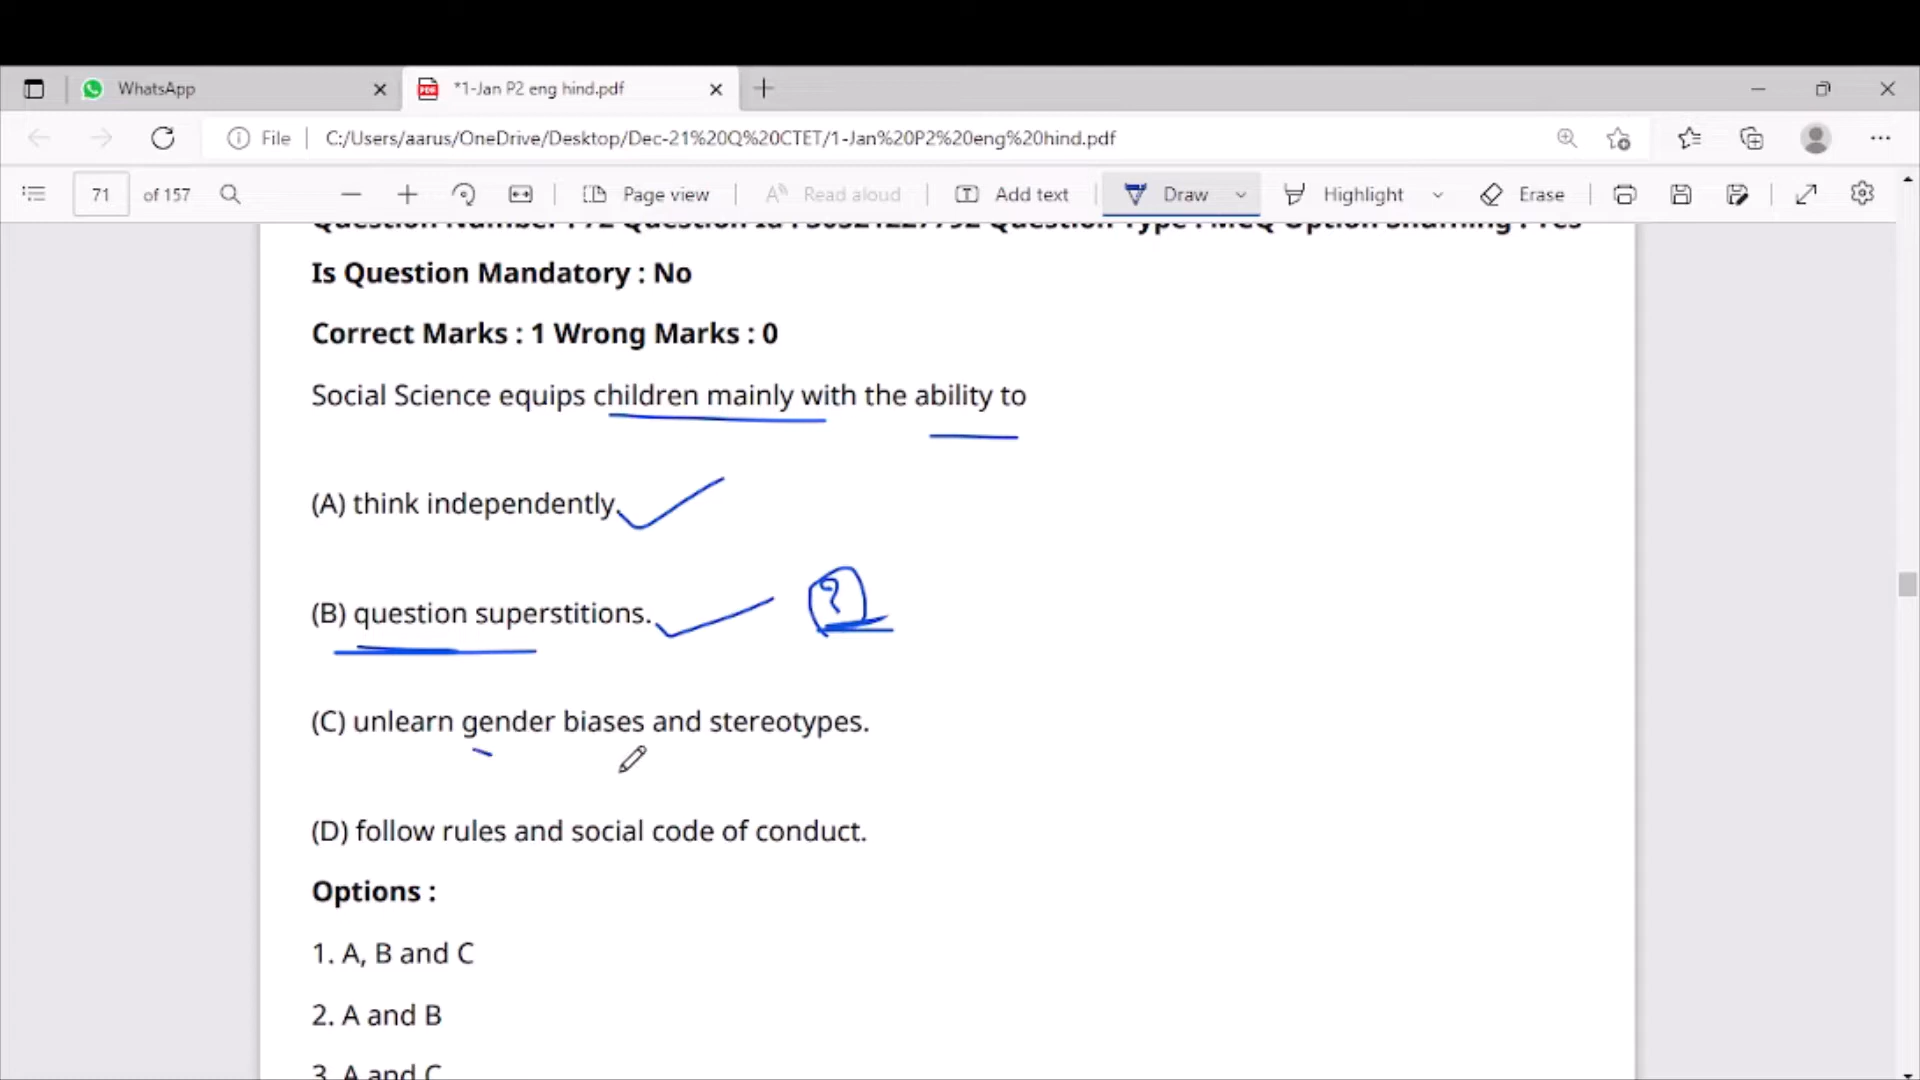 WhatsApp
*1-Jan P2 eng hind.pdf
File
C:/Users/aarus/OneDrive/Desktop/Dec-21%20Q%20CTET/1-Jan%20P2%20eng%20hind.pdf
71 of 157
Page view
Read aloud
Add text
Draw
Highlight
Erase
Is Question Mandatory : No
Correct Marks : 1 Wrong Marks : 0
Social Science equips children mainly with the ability to
(A) think independently.
(B) question superstitions.
?
(C) unlearn gender biases and stereotypes.
(D) follow rules and social code of conduct.
Options :
1. A, B and C
2. A and B
3. A and C